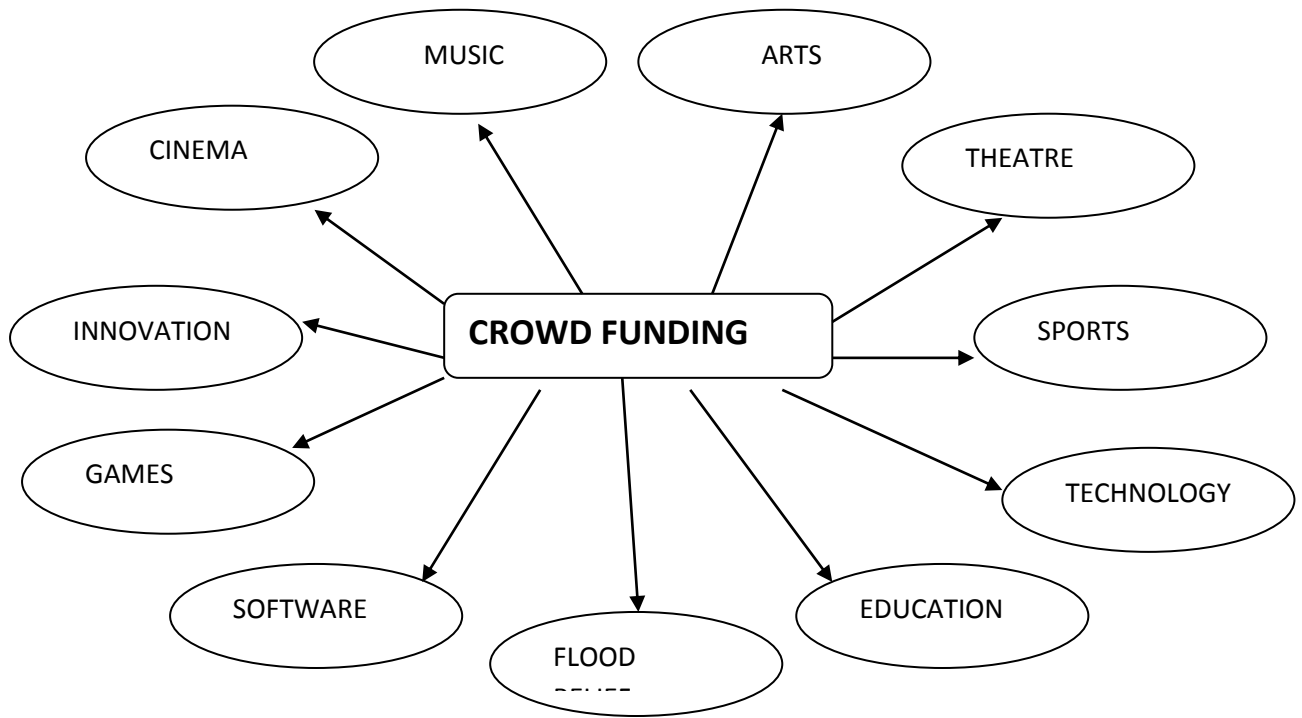 MUSIC
ARTS
CINEMA
THEATRE
INNOVATION
CROWD FUNDING
SPORTS
GAMES
TECHNOLOGY
SOFTWARE
EDUCATION
FLOOD